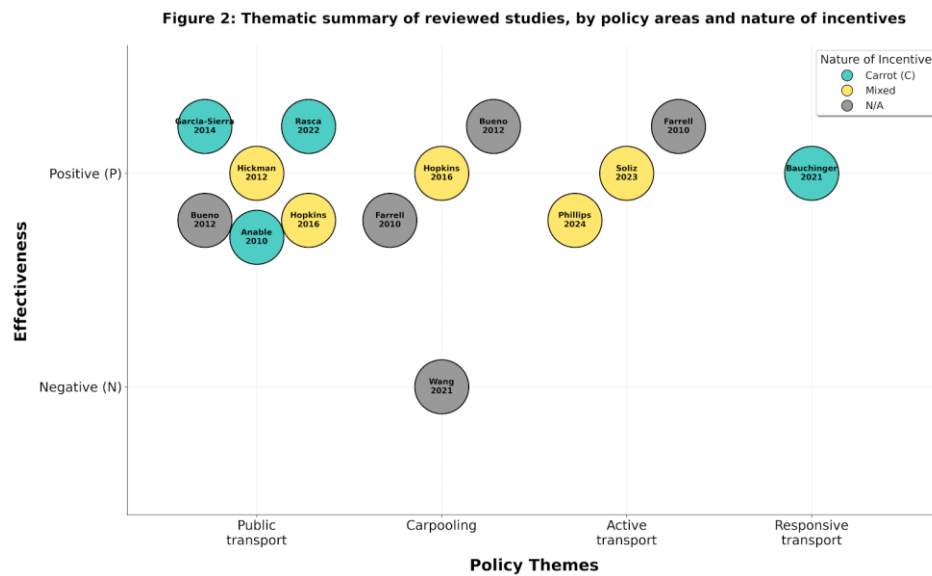 Figure 2: Thematic summary of reviewed studies, by policy areas and nature of incentives
Nature of Incentive
Carrot (C)
Mixed
N/A
Garcia-Sierra
2014
Rasca
2022
Bueno
2012
Farrell
2010
Positive (P)
Hickman
2012
Hopkins
2016
Soliz
2023
Bauchinger
2021
Bueno
2012
Anable
2010
Hopkins
2016
Farrell
2010
Phillips
2024
Effectiveness
Negative (N)
Wang
2021
Public
transport
Carpooling
Active
transport
Responsive
transport
Policy Themes